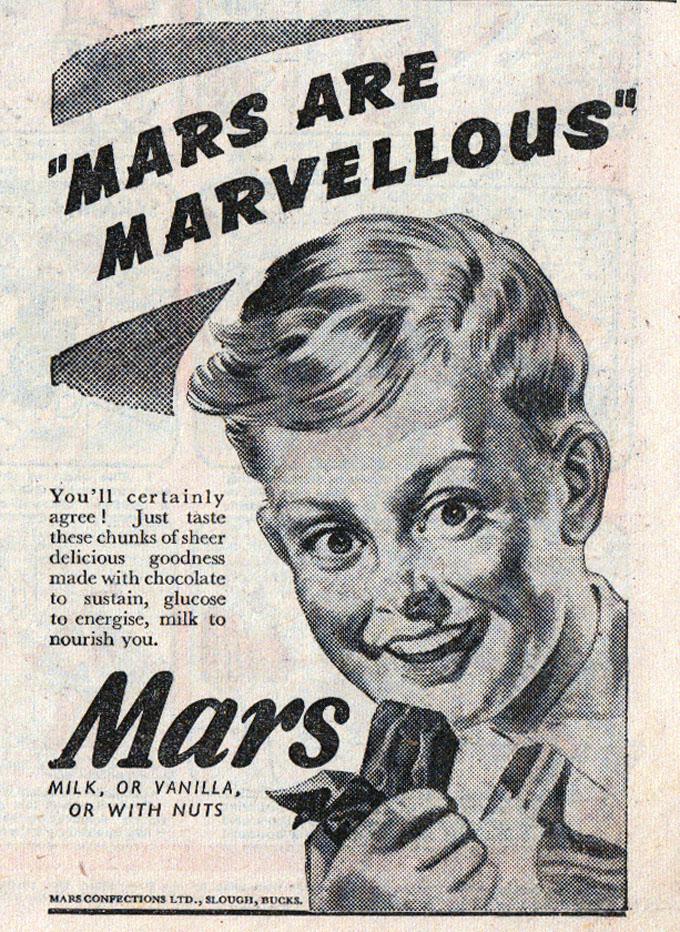 "MARS ARE
MARVELLOUS"
You'll certainly
agree! Just taste
these chunks of sheer
delicious goodness
made with chocolate
to sustain, glucose
to energise, milk to
nourish you.
Mars
MILK, OR VANILLA,
OR WITH NUTS
MARS CONFECTIONS LTD., SLOUGH, BUCKS.